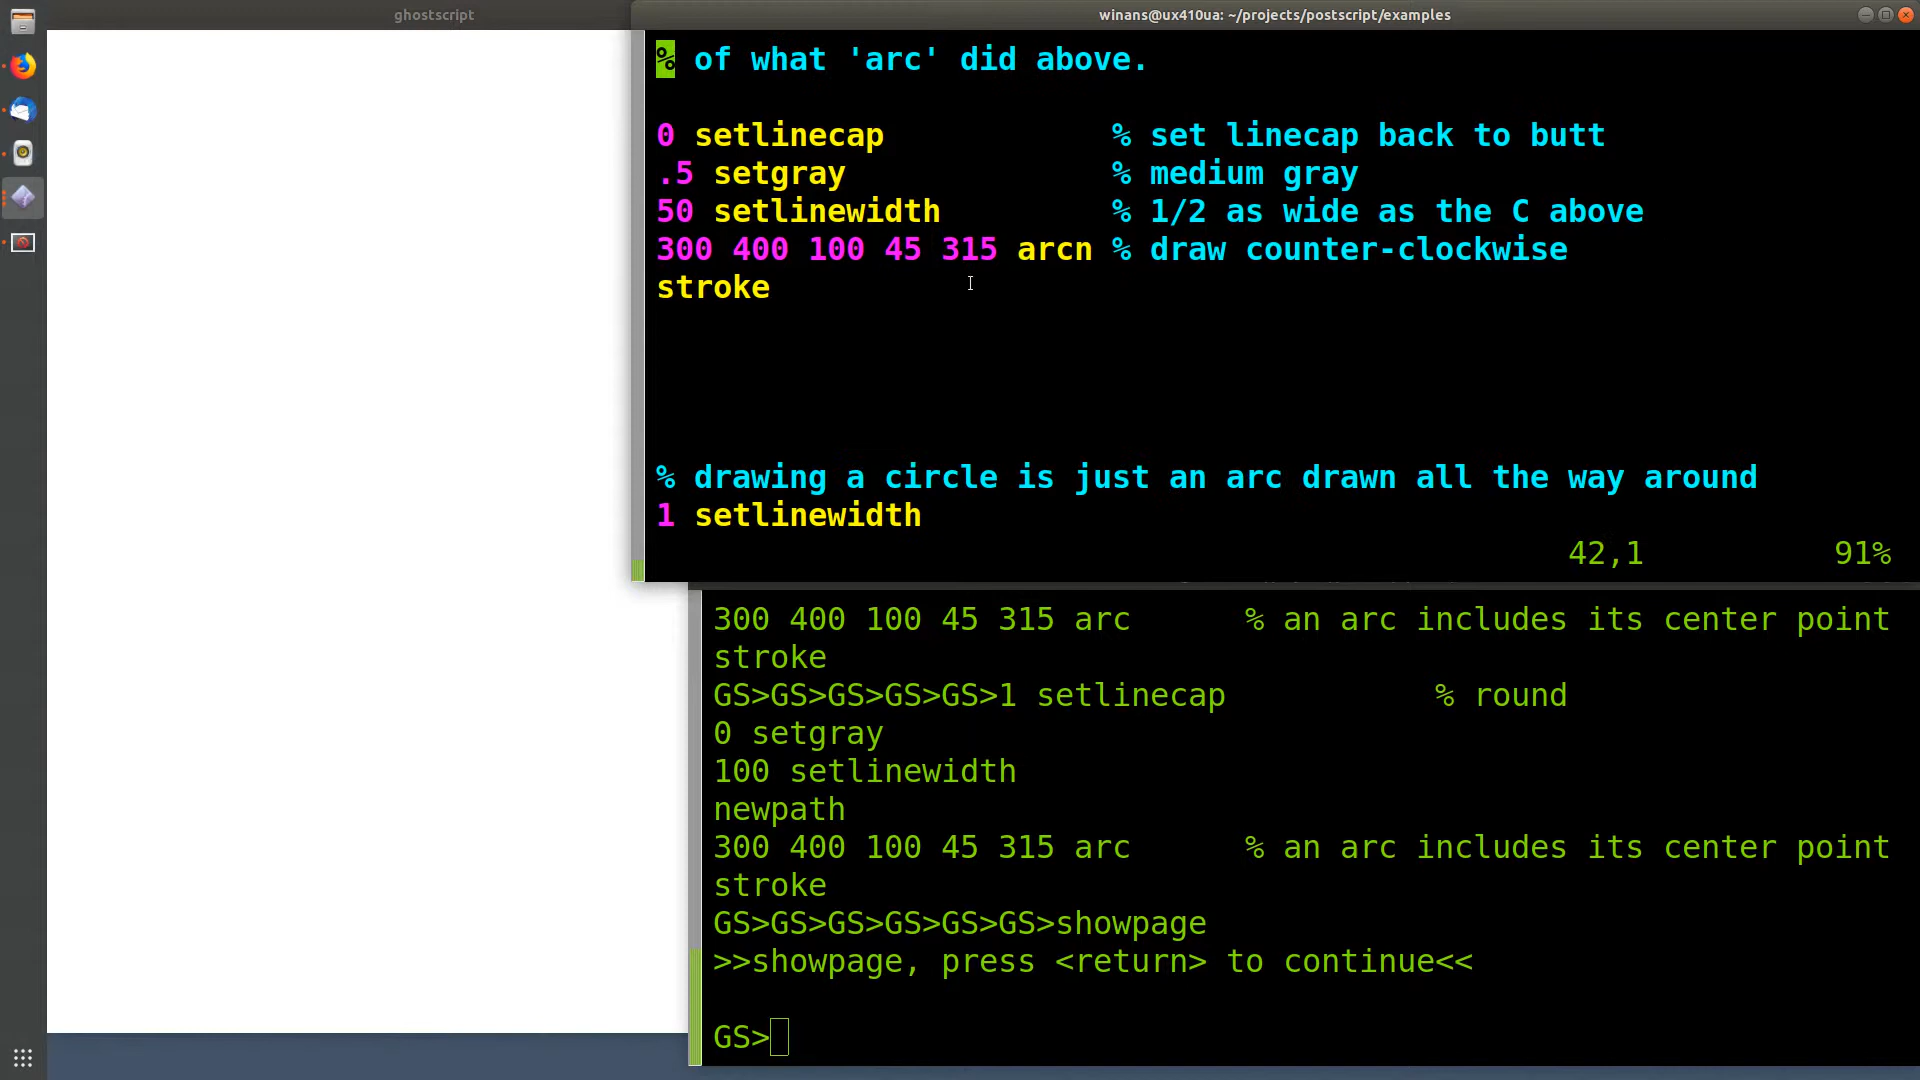 ghostscript
winans@ux410ua: ~/projects/postscript/examples
% of what 'arc' did above.
0 setlinecap            % set linecap back to butt
.5 setgray              % medium gray
50 setlinewidth         % 1/2 as wide as the C above
300 400 100 45 315 arcn % draw counter-clockwise
stroke
% drawing a circle is just an arc drawn all the way around
1 setlinewidth
42,1          91%
300 400 100 45 315 arc      % an arc includes its center point
stroke
GS>GS>GS>GS>GS>1 setlinecap           % round
0 setgray
100 setlinewidth
newpath
300 400 100 45 315 arc      % an arc includes its center point
stroke
GS>GS>GS>GS>GS>GS>showpage
>>showpage, press <return> to continue<<
GS>